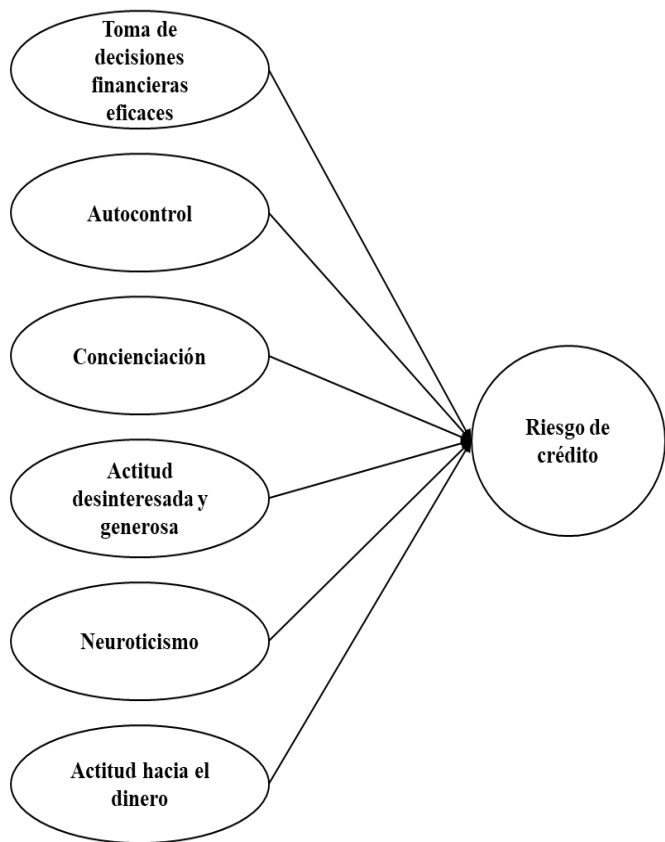 Toma de
decisiones
financieras
eficaces
Autocontrol
Concienciación
Actitud
desinteresada y
generosa
Neuroticismo
Actitud hacia el
dinero
Riesgo de
crédito